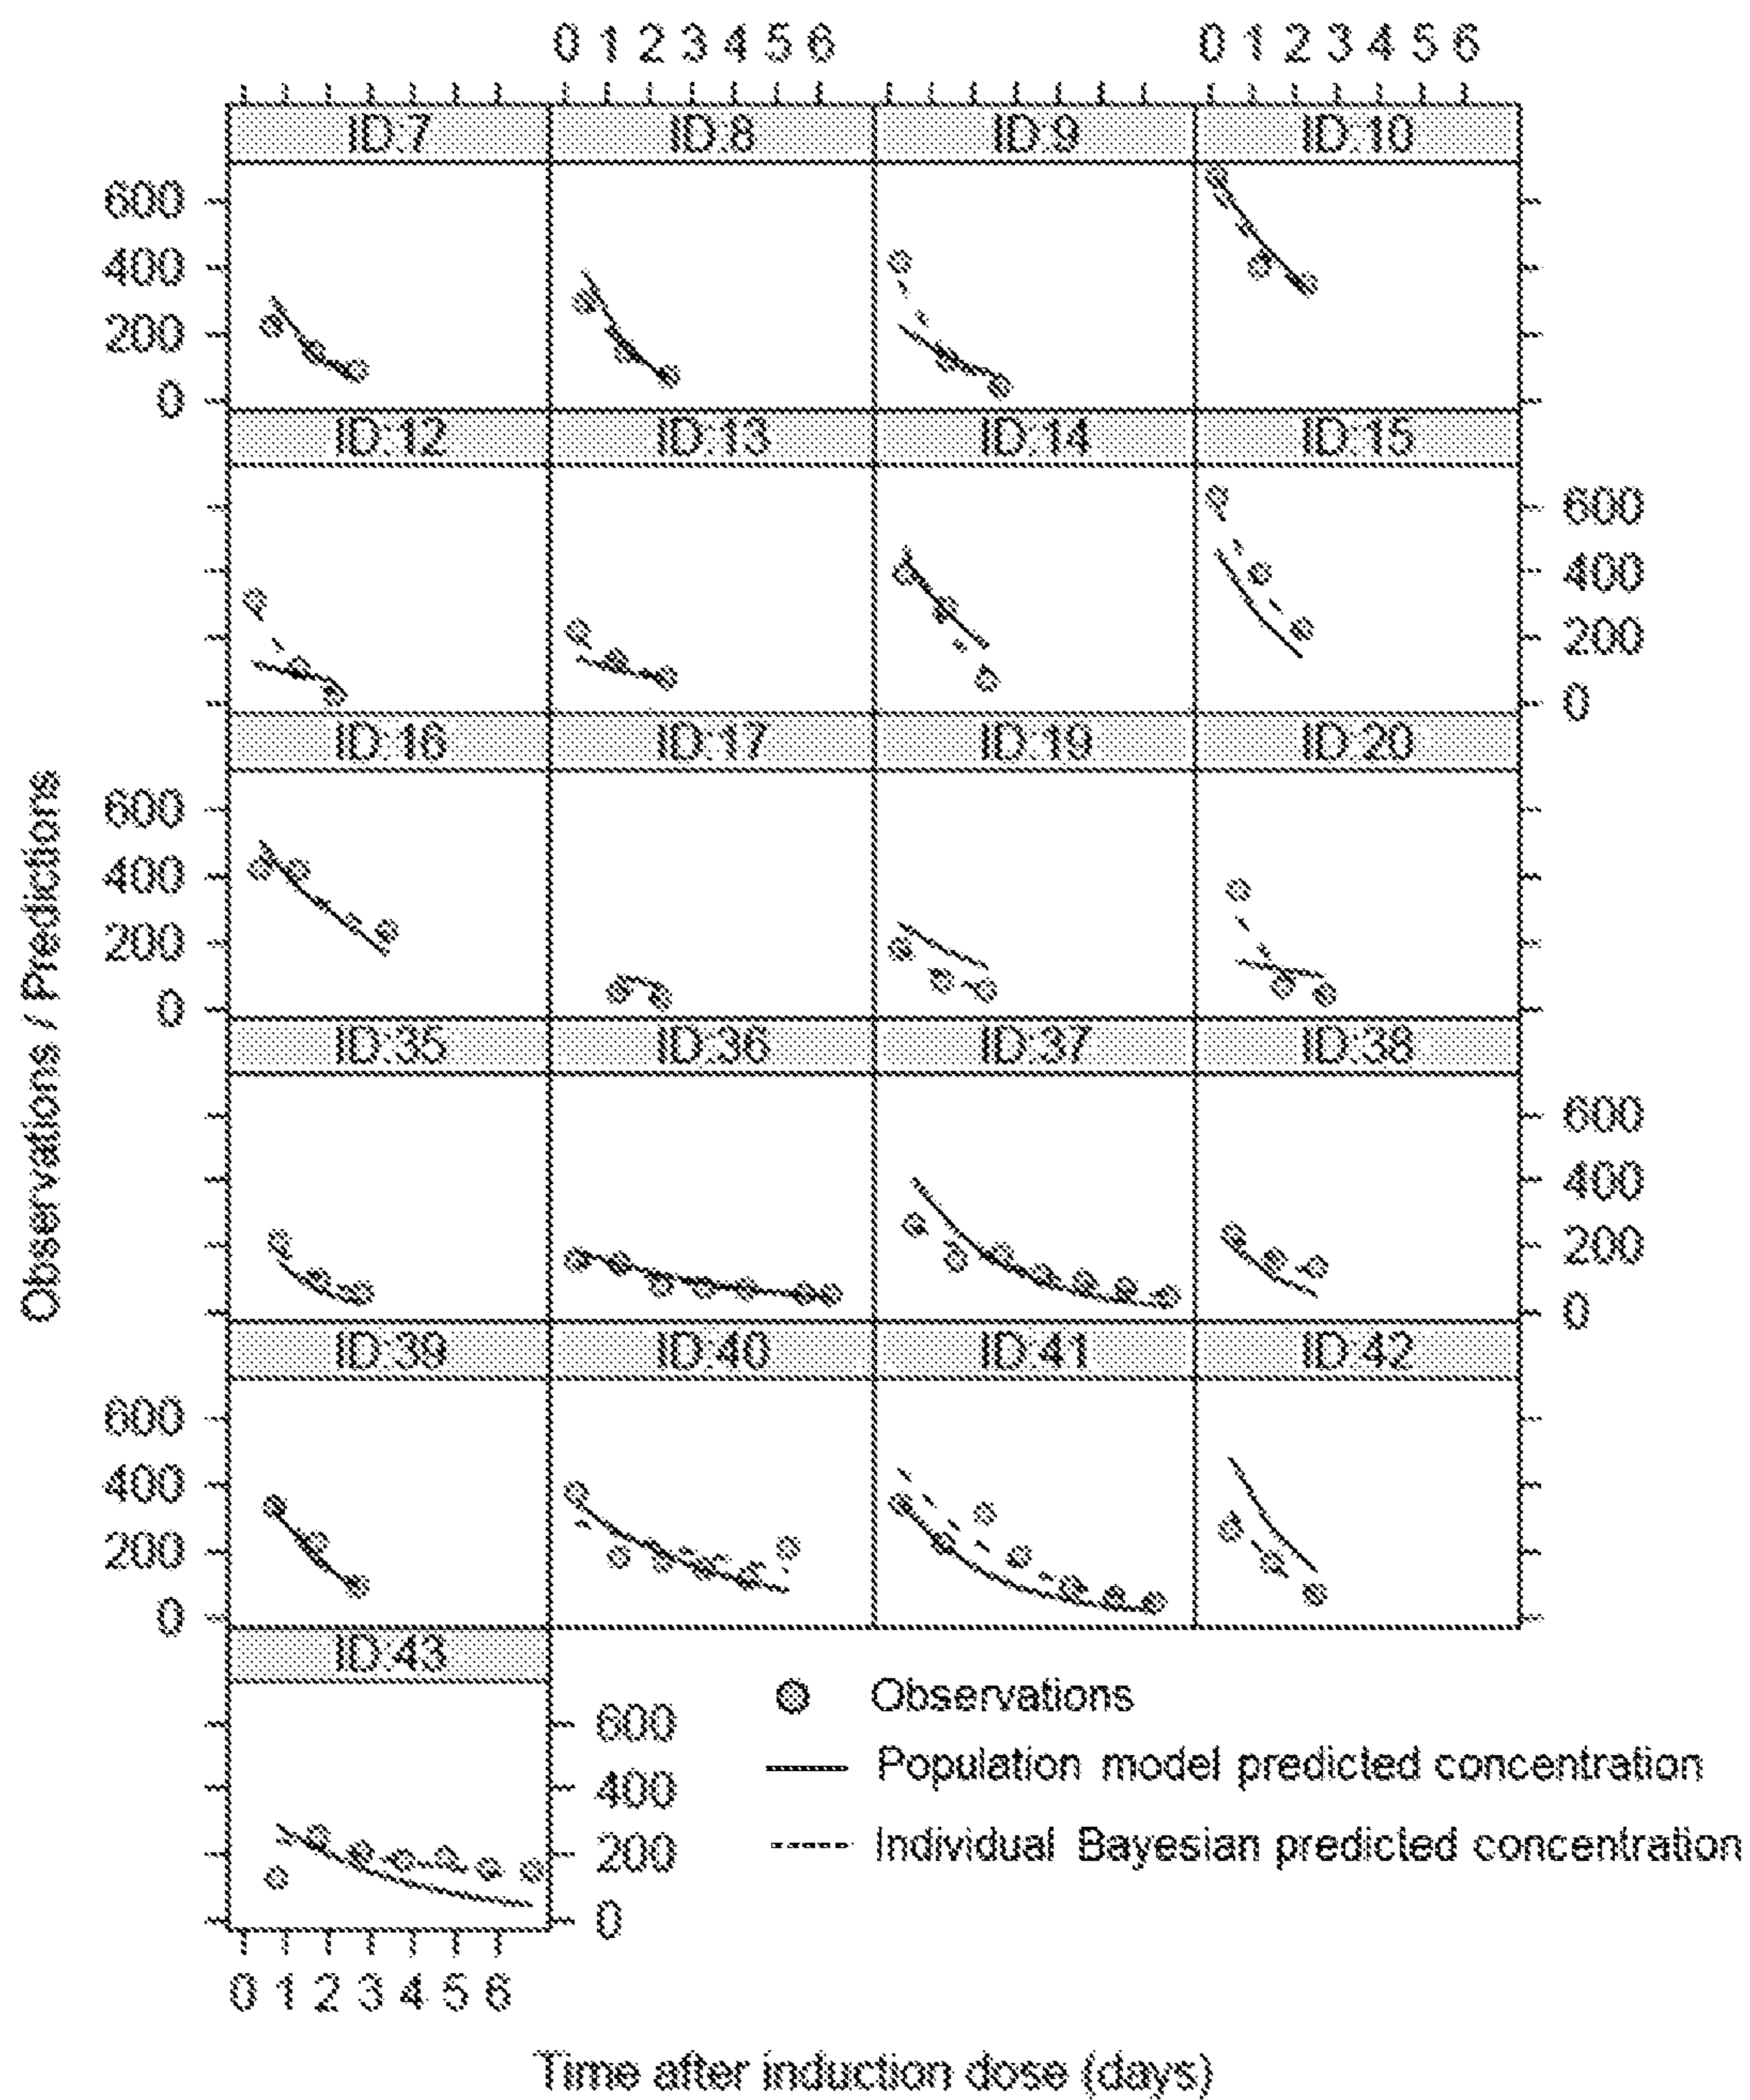 0 1 2 3 4 5 6 0 1 2 3 4 5 6
ID:7 ID:8 ID:9 ID:10
600
400
200
0
ID:12 ID:13 ID:14 ID:15
600
400
200
0
ID:16 ID:17 ID:19 ID:20
600
400
200
0
ID:35 ID:36 ID:37 ID:38
600
400
200
0
ID:39 ID:40 ID:41 ID:42
600
400
200
0
ID:43
600
400
200
0
0 1 2 3 4 5 6
Observations / Predictions
Observations
Population model predicted concentration
Individual Bayesian predicted concentration
Time after induction dose (days)